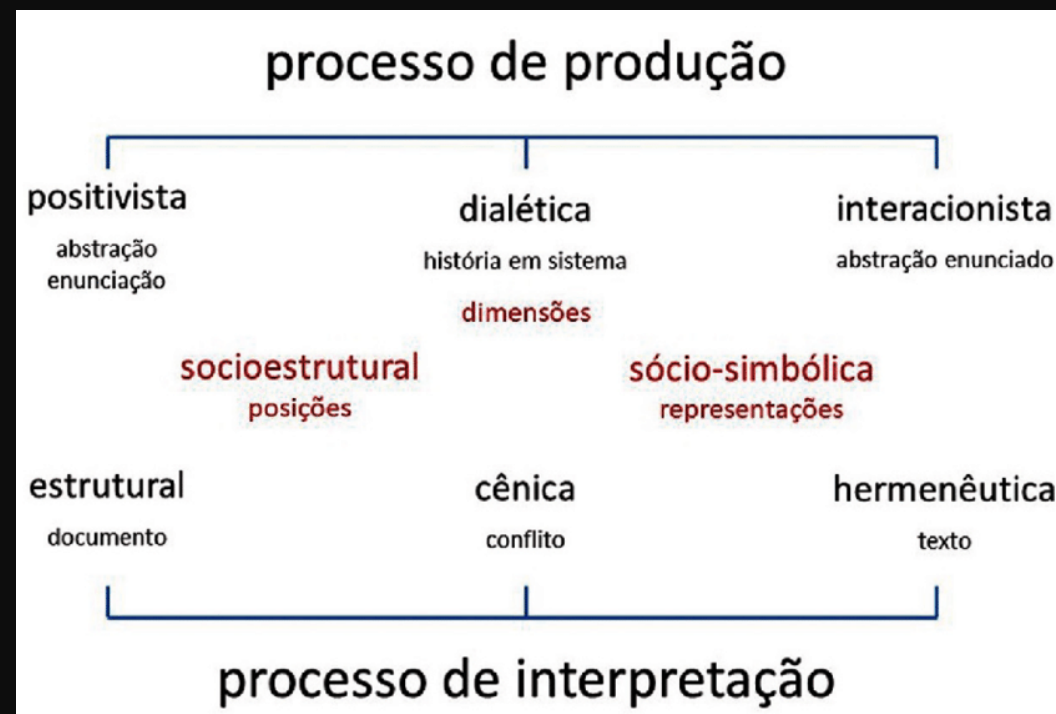 processo de produção
positivista
dialética
interacionista
abstração
enunciação
história em sistema
abstração enunciado
dimensões
socioestrutural
sócio-simbólica
posições
representações
estrutural
cênica
hermenêutica
documento
conflito
texto
processo de interpretação